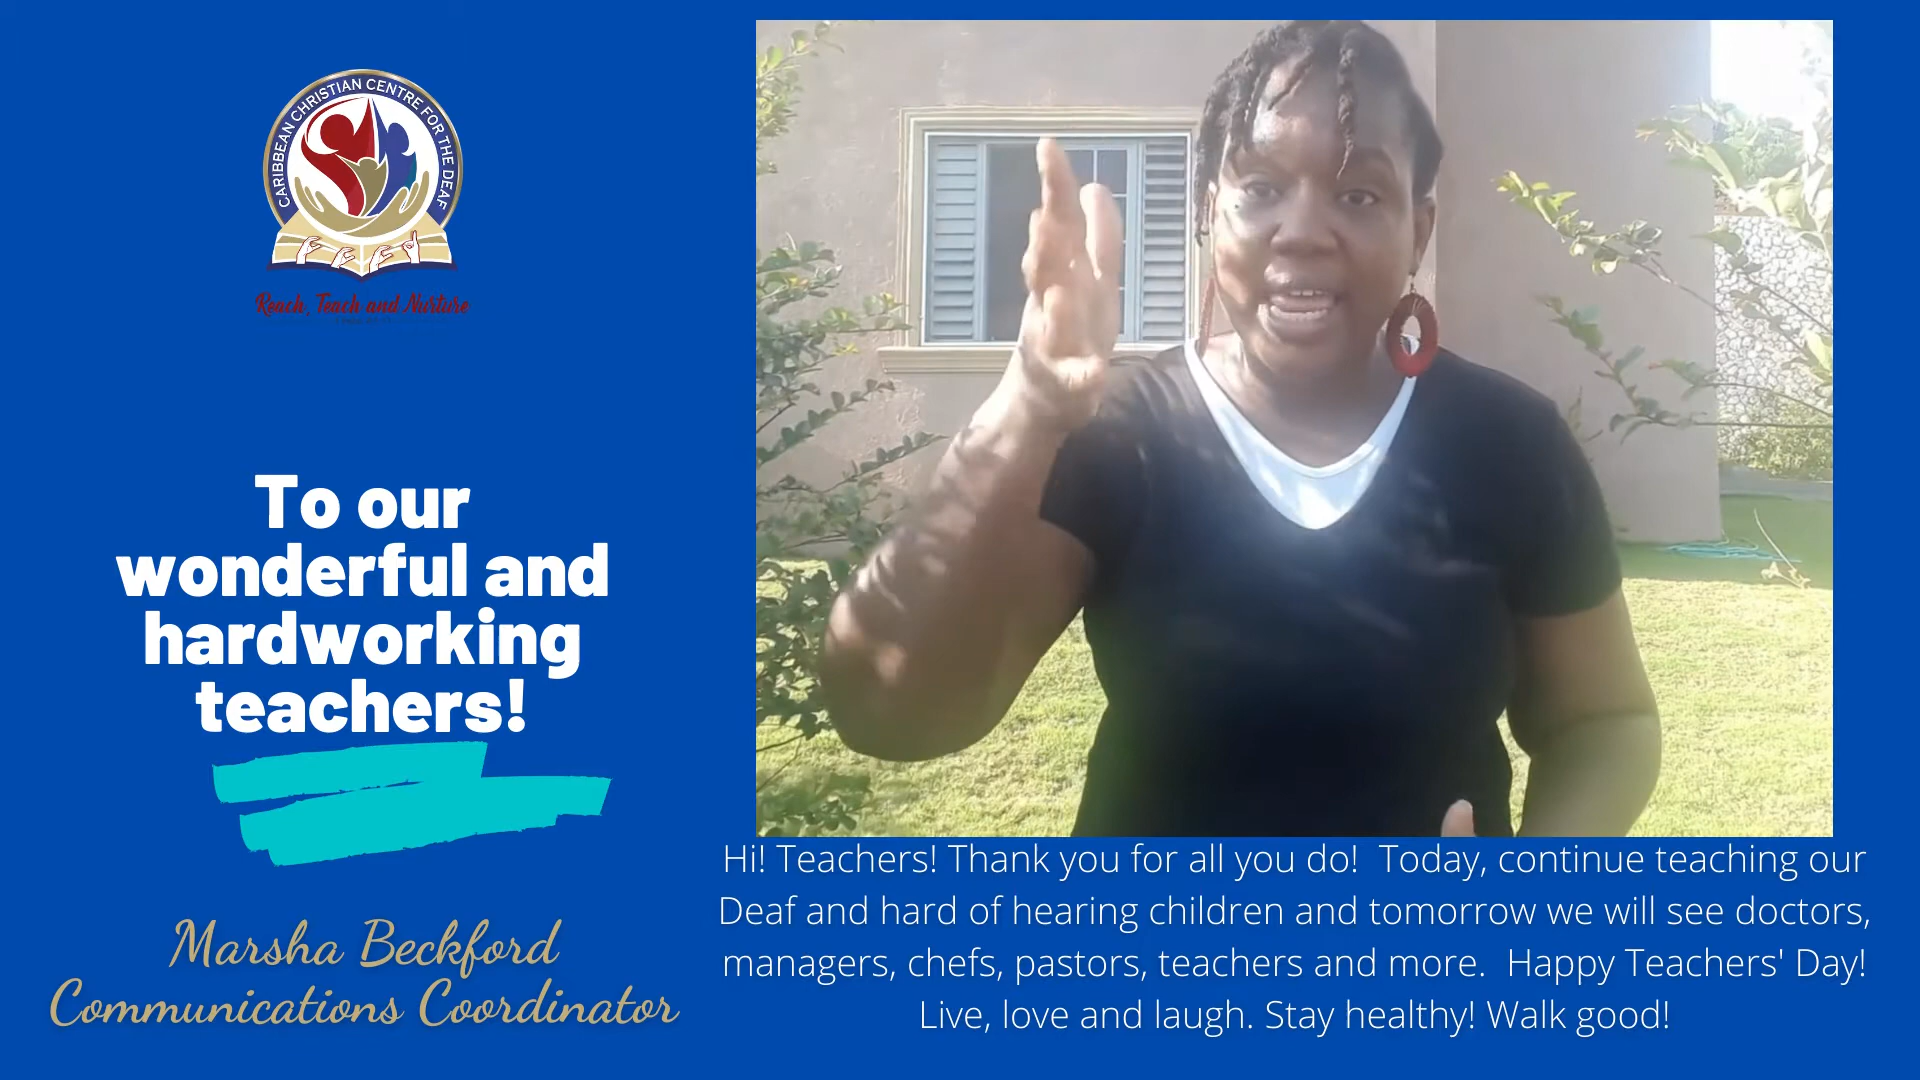 CARIBBEAN CHRISTIAN CENTRE FOR THE DEAF
Reach, Teach and Nurture
To our
wonderful and
hardworking
teachers!
Marsha Beckford
Communications Coordinator
Hi! Teachers! Thank you for all you do!  Today, continue teaching our
Deaf and hard of hearing children and tomorrow we will see doctors,
managers, chefs, pastors, teachers and more.  Happy Teachers' Day!
Live, love and laugh. Stay healthy! Walk good!